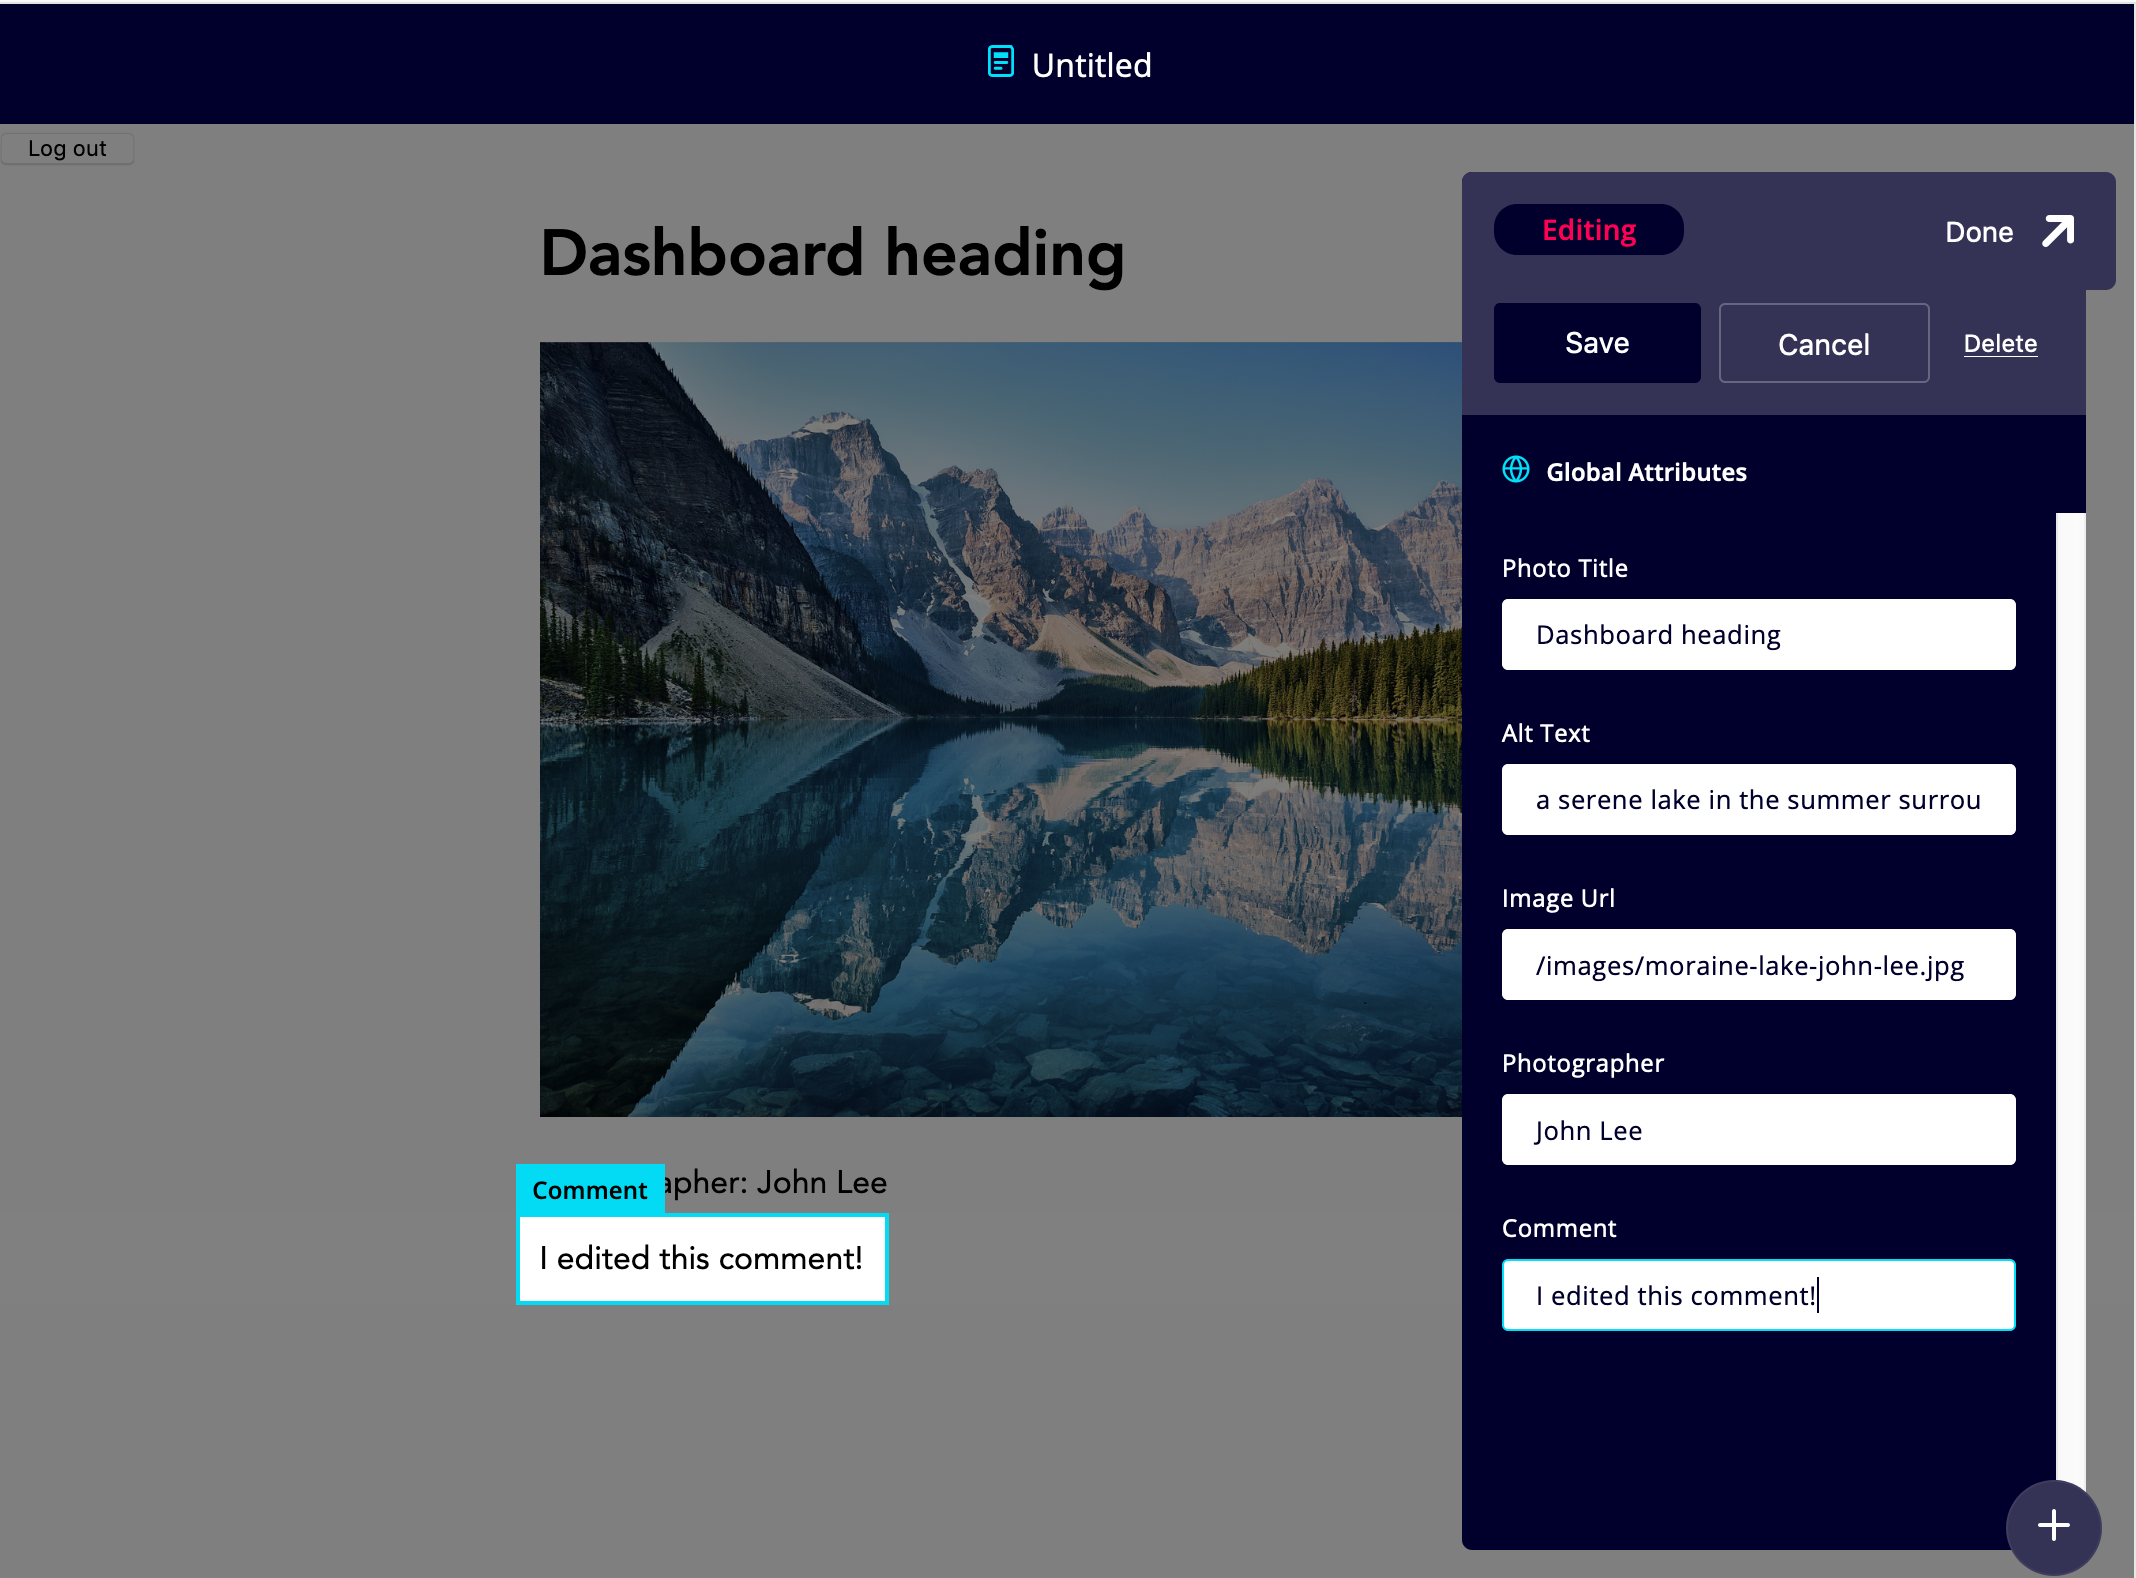 Untitled
Log out
Dashboard heading
Comment
apher: John Lee
I edited this comment!
Editing
Done
Save
Cancel
Delete
Global Attributes
Photo Title
Dashboard heading
Alt Text
a serene lake in the summer surrou
Image Url
/images/moraine-lake-john-lee.jpg
Photographer
John Lee
Comment
I edited this comment!